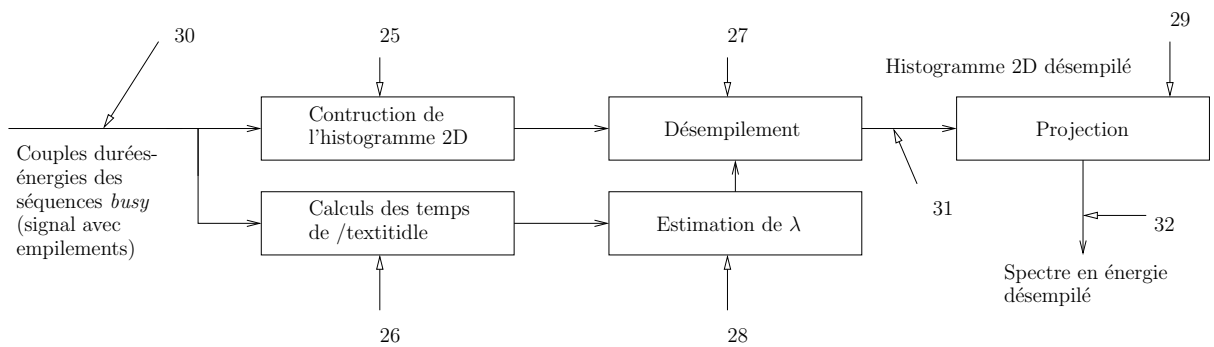 30
25
27
29
Histogramme 2D désempilé
Contruction de
l'histogramme 2D
Désempilement
Projection
Couples durées-
énergies des
séquences busy
(signal avec
empilements)
Calculs des temps
de /textitidle
Estimation de λ
31
32
Spectre en énergie
désempilé
26
28